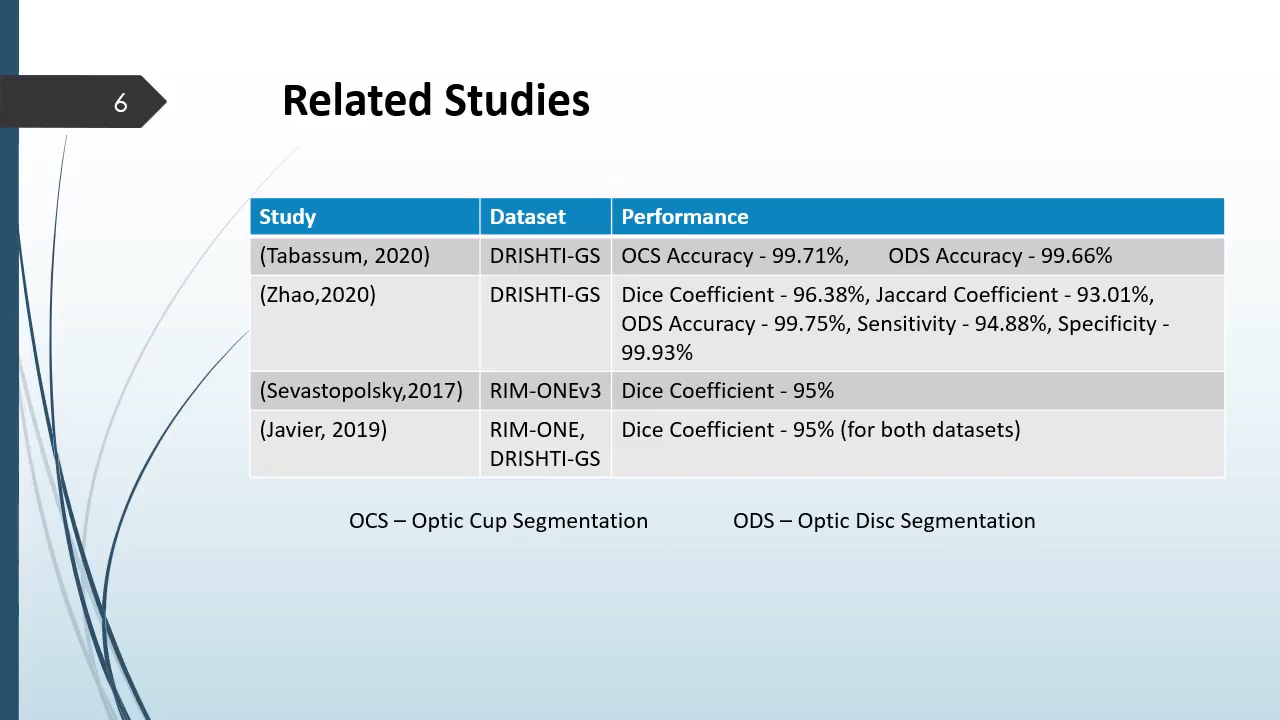 6
Related Studies
Study Dataset Performance
(Tabassum, 2020) DRISHTI-GS OCS Accuracy - 99.71%, ODS Accuracy - 99.66%
(Zhao,2020) DRISHTI-GS Dice Coefficient - 96.38%, Jaccard Coefficient - 93.01%,
ODS Accuracy - 99.75%, Sensitivity - 94.88%, Specificity -
99.93%
(Sevastopolsky,2017) RIM-ONEv3 Dice Coefficient - 95%
(Javier, 2019) RIM-ONE, Dice Coefficient - 95% (for both datasets)
DRISHTI-GS
OCS – Optic Cup Segmentation ODS – Optic Disc Segmentation